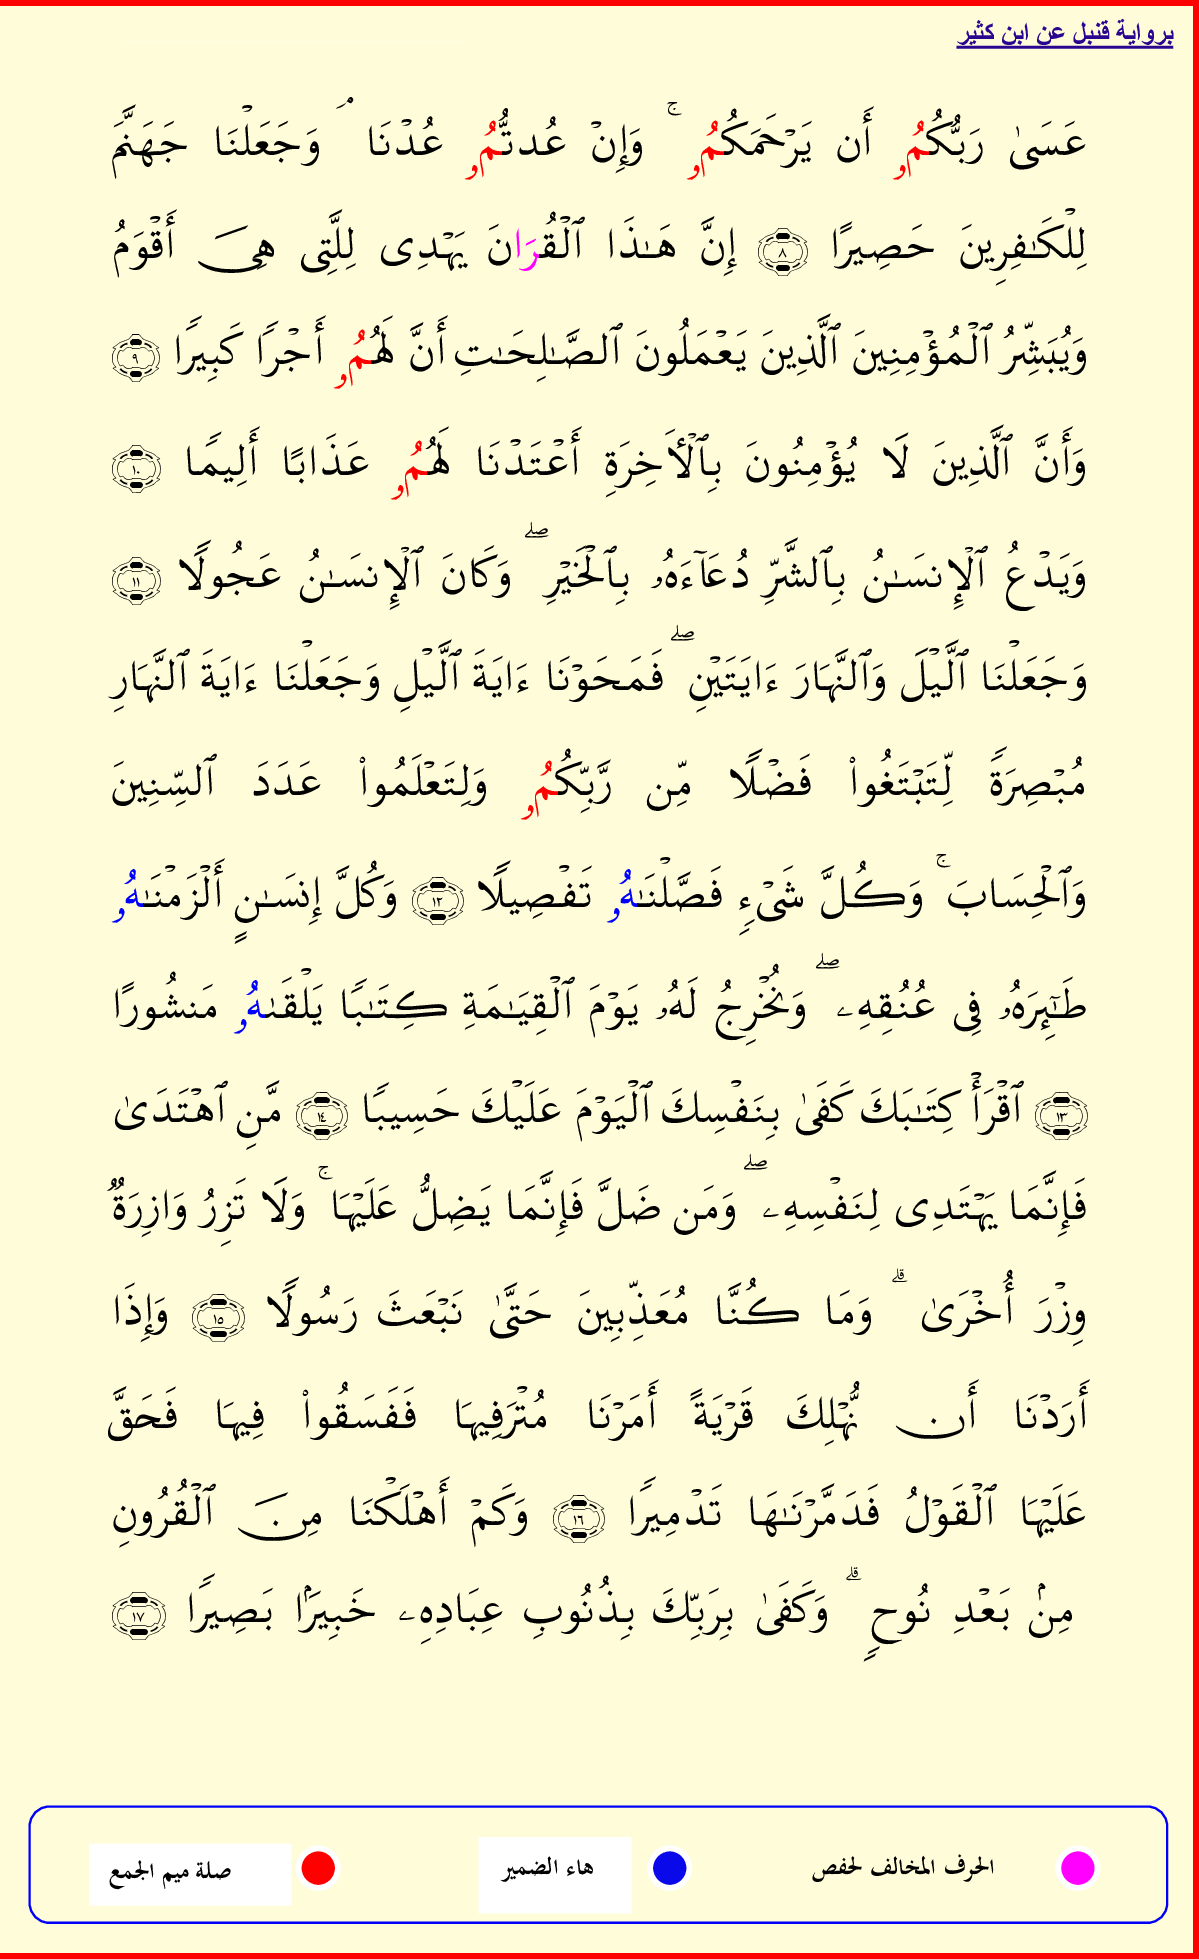 برواية قنبل عن ابن كثير
عَسَىٰ رَبُّكُمُۥ أَن يَرْحَمَكُمُۥ ۚ وَإِنْ عُدتُّمُۥ عُدْنَا ۘ وَجَعَلْنَا جَهَنَّمَ
لِلْكَـٰفِرِينَ حَصِيرًا ٨ إِنَّ هَـٰذَا ٱلْقُرَانَ يَهْدِى لِلَّتِى هِىَ أَقْوَمُ
وَيُبَشِّرُ ٱلْمُؤْمِنِينَ ٱلَّذِينَ يَعْمَلُونَ ٱلصَّـٰلِحَـٰتِ أَنَّ لَهُمُۥ أَجْرًا كَبِيرًا ٩
وَأَنَّ ٱلَّذِينَ لَا يُؤْمِنُونَ بِٱلْأَخِرَةِ أَعْتَدْنَا لَهُمُۥ عَذَابًا أَلِيمًا ١٠
وَيَدْعُ ٱلْإِنسَـٰنُ بِٱلشَّرِّ دُعَآءَهُۥ بِٱلْخَيْرِ ۖ وَكَانَ ٱلْإِنسَـٰنُ عَجُولًا ١١
وَجَعَلْنَا ٱلَّيْلَ وَٱلنَّهَارَ ءَايَتَيْنِ ۖ فَمَحَوْنَا ءَايَةَ ٱلَّيْلِ وَجَعَلْنَا ءَايَةَ ٱلنَّهَارِ
مُبْصِرَةً لِّتَبْتَغُوا۟ فَضْلًا مِّن رَّبِّكُمُۥ وَلِتَعْلَمُوا۟ عَدَدَ ٱلسِّنِينَ
وَٱلْحِسَابَ ۚ وَكُلَّ شَىْءٍ فَصَّلْنَـٰهُۥ تَفْصِيلًا ١٣ وَكُلَّ إِنسَـٰنٍ أَلْزَمْنَـٰهُۥ
طَـٰٓئِرَهُۥ فِى عُنُقِهِۦ ۖ وَنُخْرِجُ لَهُۥ يَوْمَ ٱلْقِيَـٰمَةِ كِتَـٰبًا يَلْقَىٰهُۥ مَنشُورًا
١٣ ٱقْرَأْ كِتَـٰبَكَ كَفَىٰ بِنَفْسِكَ ٱلْيَوْمَ عَلَيْكَ حَسِيبًا ١٤ مَّنِ ٱهْتَدَىٰ
فَإِنَّمَا يَهْتَدِى لِنَفْسِهِۦ ۖ وَمَن ضَلَّ فَإِنَّمَا يَضِلُّ عَلَيْهَا ۚ وَلَا تَزِرُ وَازِرَةٌ
وِزْرَ أُخْرَىٰ ۗ وَمَا كُنَّا مُعَذِّبِينَ حَتَّىٰ نَبْعَثَ رَسُولًا ١٥ وَإِذَا
أَرَدْنَا أَن نُّهْلِكَ قَرْيَةً أَمَرْنَا مُتْرَفِيهَا فَفَسَقُوا۟ فِيهَا فَحَقَّ
عَلَيْهَا ٱلْقَوْلُ فَدَمَّرْنَـٰهَا تَدْمِيرًا ١٦ وَكَمْ أَهْلَكْنَا مِنَ ٱلْقُرُونِ
مِنۢ بَعْدِ نُوحٍ ۗ وَكَفَىٰ بِرَبِّكَ بِذُنُوبِ عِبَادِهِۦ خَبِيرَۢا بَصِيرًا ١٧
الحرف المخالف لحفص هاء الضمير صلة ميم الجمع